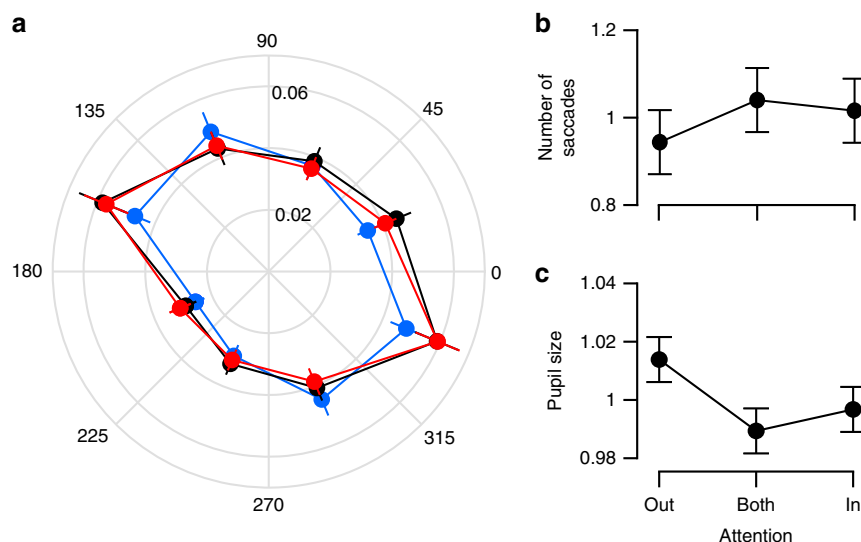 a
90
135
45
0.06
0.02
180
0
225
315
270
b
Number of
saccades
1.2
1
0.8
c
Pupil size
1.04
1.02
1
0.98
Out
Both
In
Attention